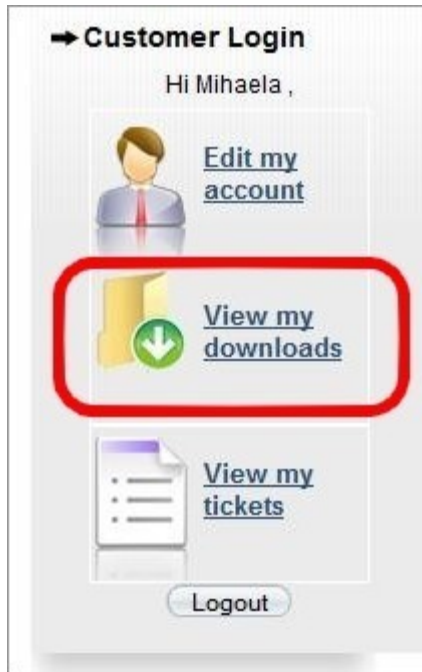 Customer Login
Hi Mihaela ,
Edit my
account
View my
downloads
View my
tickets
Logout